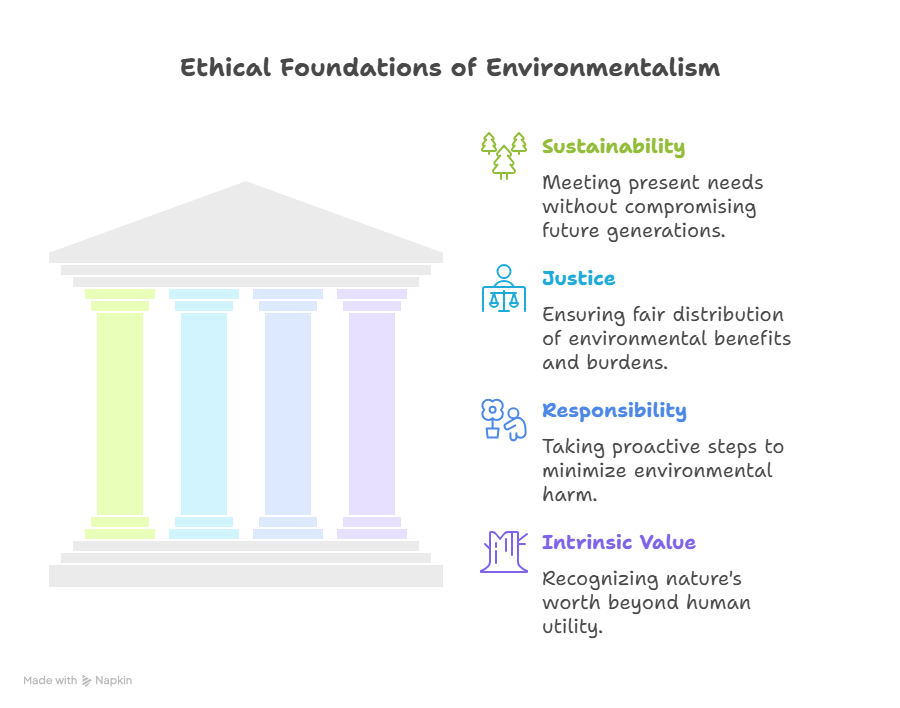 Ethical Foundations of Environmentalism
Sustainability
Meeting present needs
without compromising
future generations.
Justice
Ensuring fair distribution
of environmental benefits
and burdens.
Responsibility
Taking proactive steps to
minimize environmental
harm.
Intrinsic Value
Recognizing nature's
worth beyond human
utility.
Made with Napkin